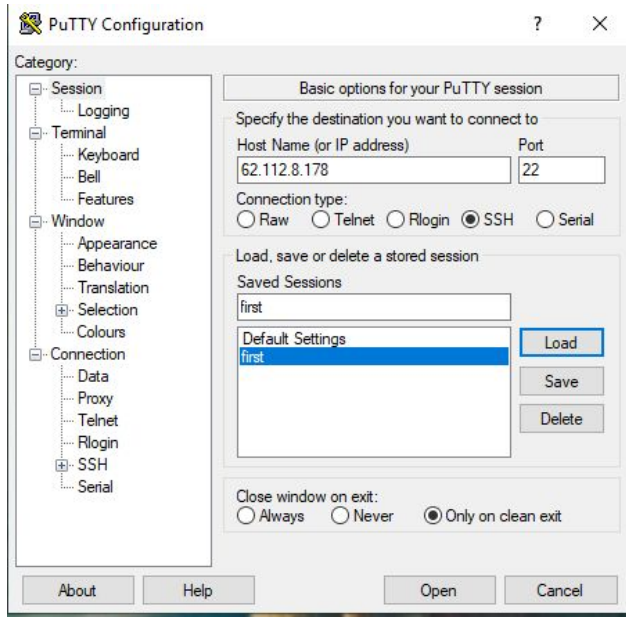 PuTTY Configuration
?
Category:
Session
Logging
Terminal
Keyboard
Bell
Features
Window
Appearance
Behaviour
Translation
Selection
Colours
Connection
Data
Proxy
Telnet
Rlogin
SSH
Serial
Basic options for your PuTTY session
Specify the destination you want to connect to
Host Name (or IP address) Port
62.112.8.178 22
Connection type:
Raw Telnet Rlogin SSH Serial
Load, save or delete a stored session
Saved Sessions
first
Default Settings
first
Load
Save
Delete
Close window on exit:
Always Never Only on clean exit
About Help Open Cancel